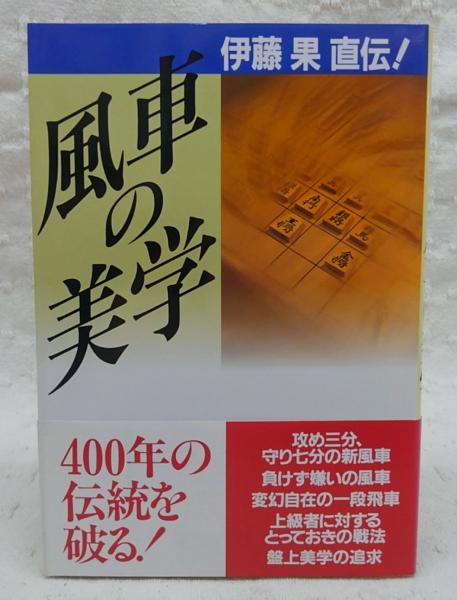 伊藤 果 直伝!
風車の
美学
400年の
伝統を
破る!
攻め三分、
守り七分の新風車
負けず嫌いの風車
変幻自在の一段飛車
上級者に対する
とっておきの戦法
盤上美学の追求